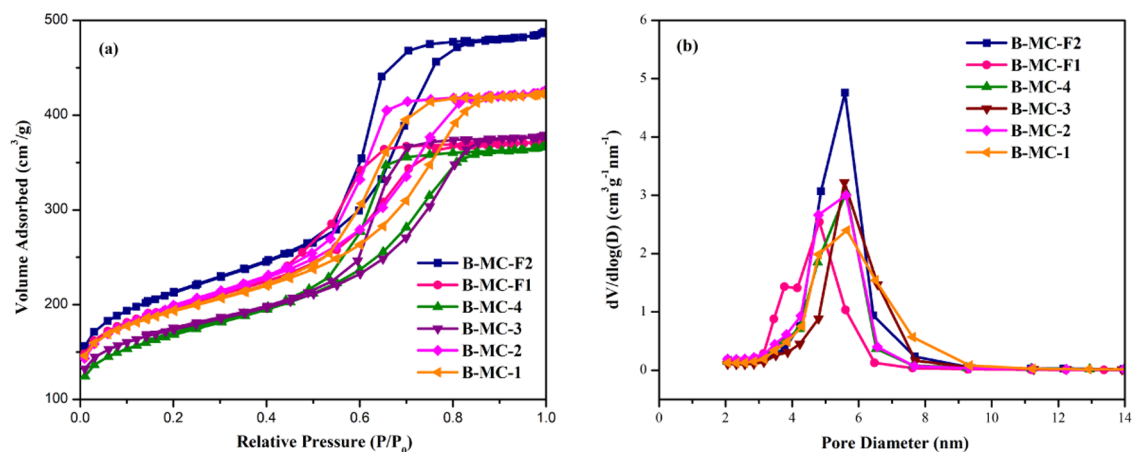 (a)
Volume Adsorbed (cm³/g)
500
400
300
200
100
0.0 0.2 0.4 0.6 0.8 1.0
Relative Pressure (P/P₀)
B-MC-F2
B-MC-F1
B-MC-4
B-MC-3
B-MC-2
B-MC-1
(b)
dV/dlog(D) (cm³g⁻¹nm⁻¹)
6
5
4
3
2
1
0
0 2 4 6 8 10 12 14
Pore Diameter (nm)
B-MC-F2
B-MC-F1
B-MC-4
B-MC-3
B-MC-2
B-MC-1